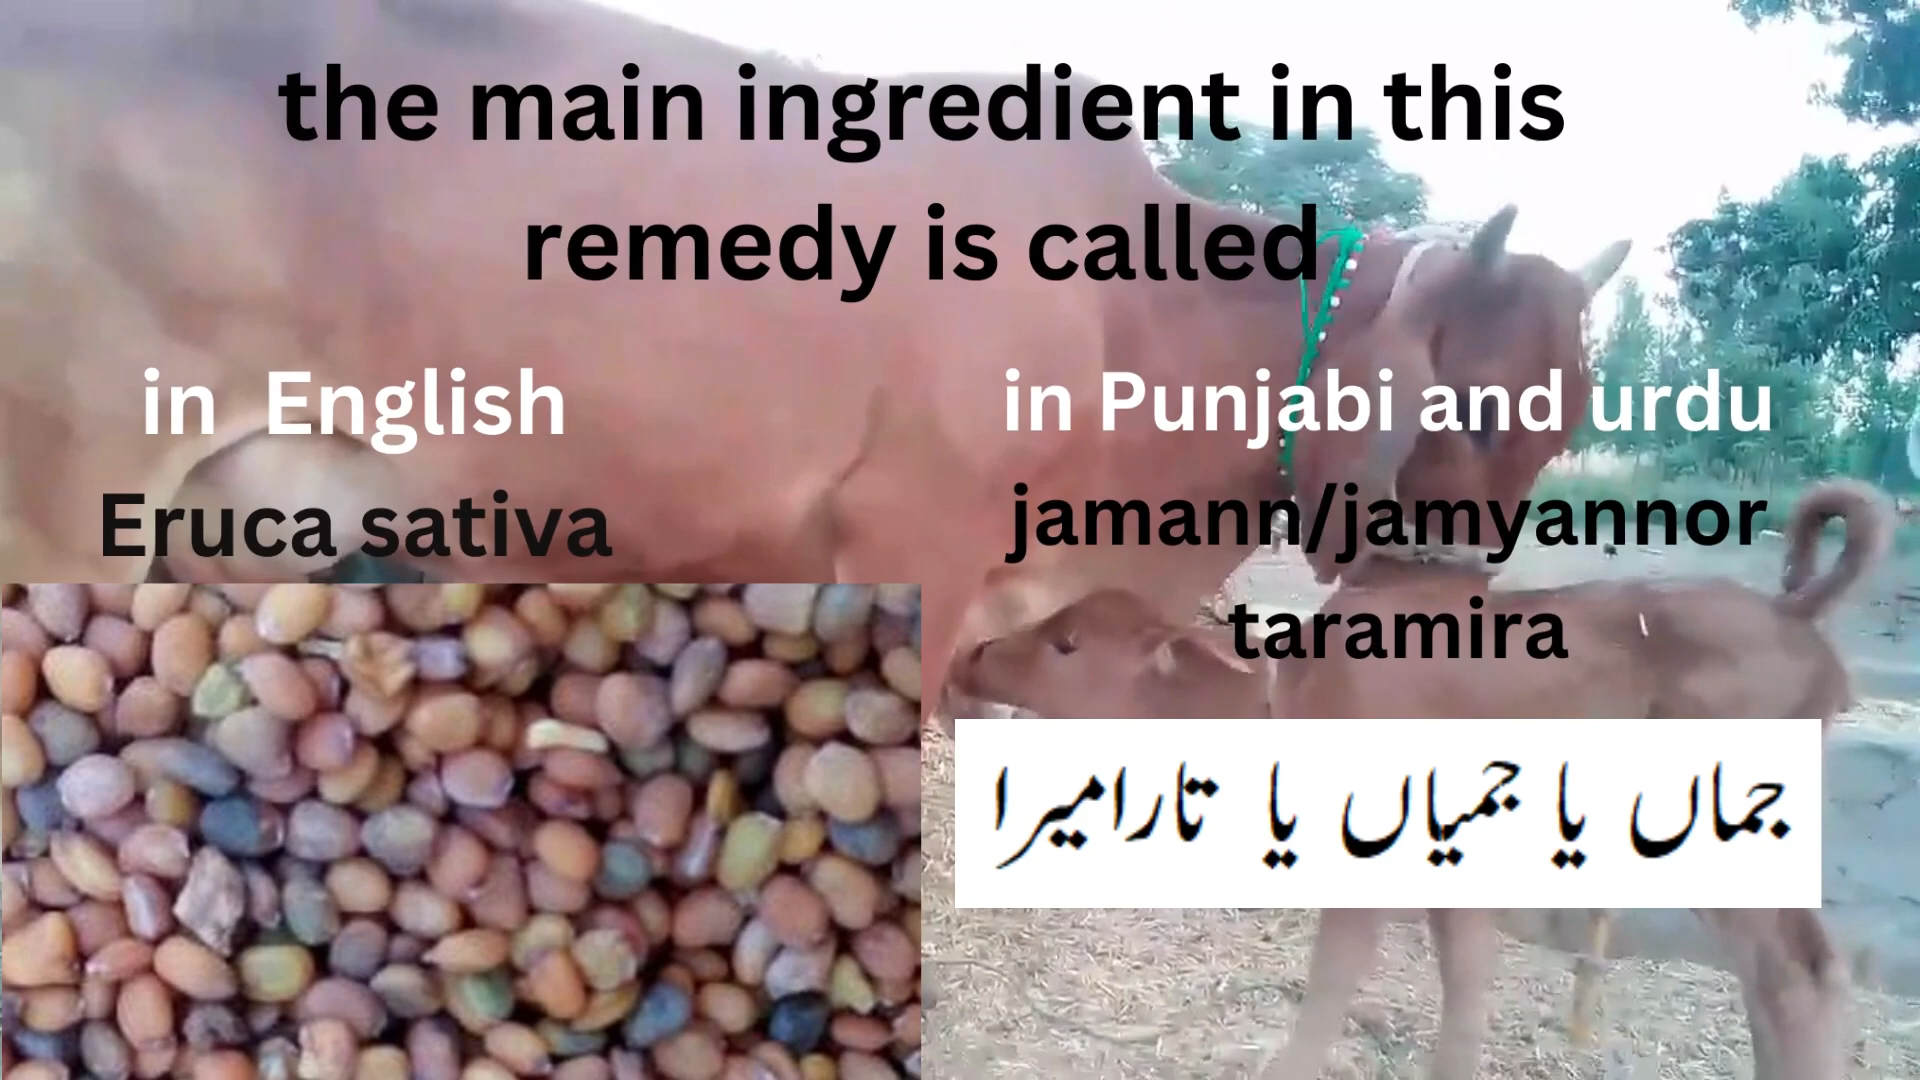 the main ingredient in this
remedy is called
in English
Eruca sativa
in Punjabi and urdu
jamann/jamyannor
taramira
جماں یا جمیاں یا تارامیرا